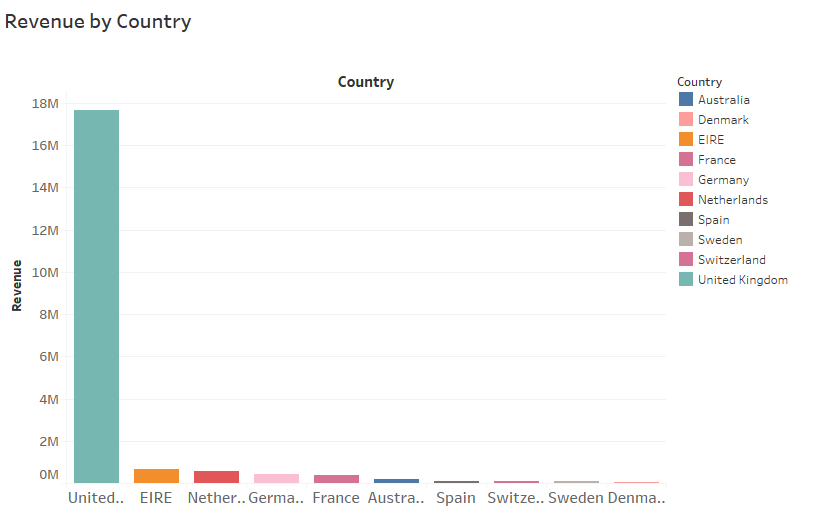 Revenue by Country
Country
Country
Australia
Denmark
EIRE
France
Germany
Netherlands
Spain
Sweden
Switzerland
United Kingdom
Revenue
18M
16M
14M
12M
10M
8M
6M
4M
2M
0M
United.. EIRE Nether.. Germa.. France Austra.. Spain Switze.. Sweden Denma..